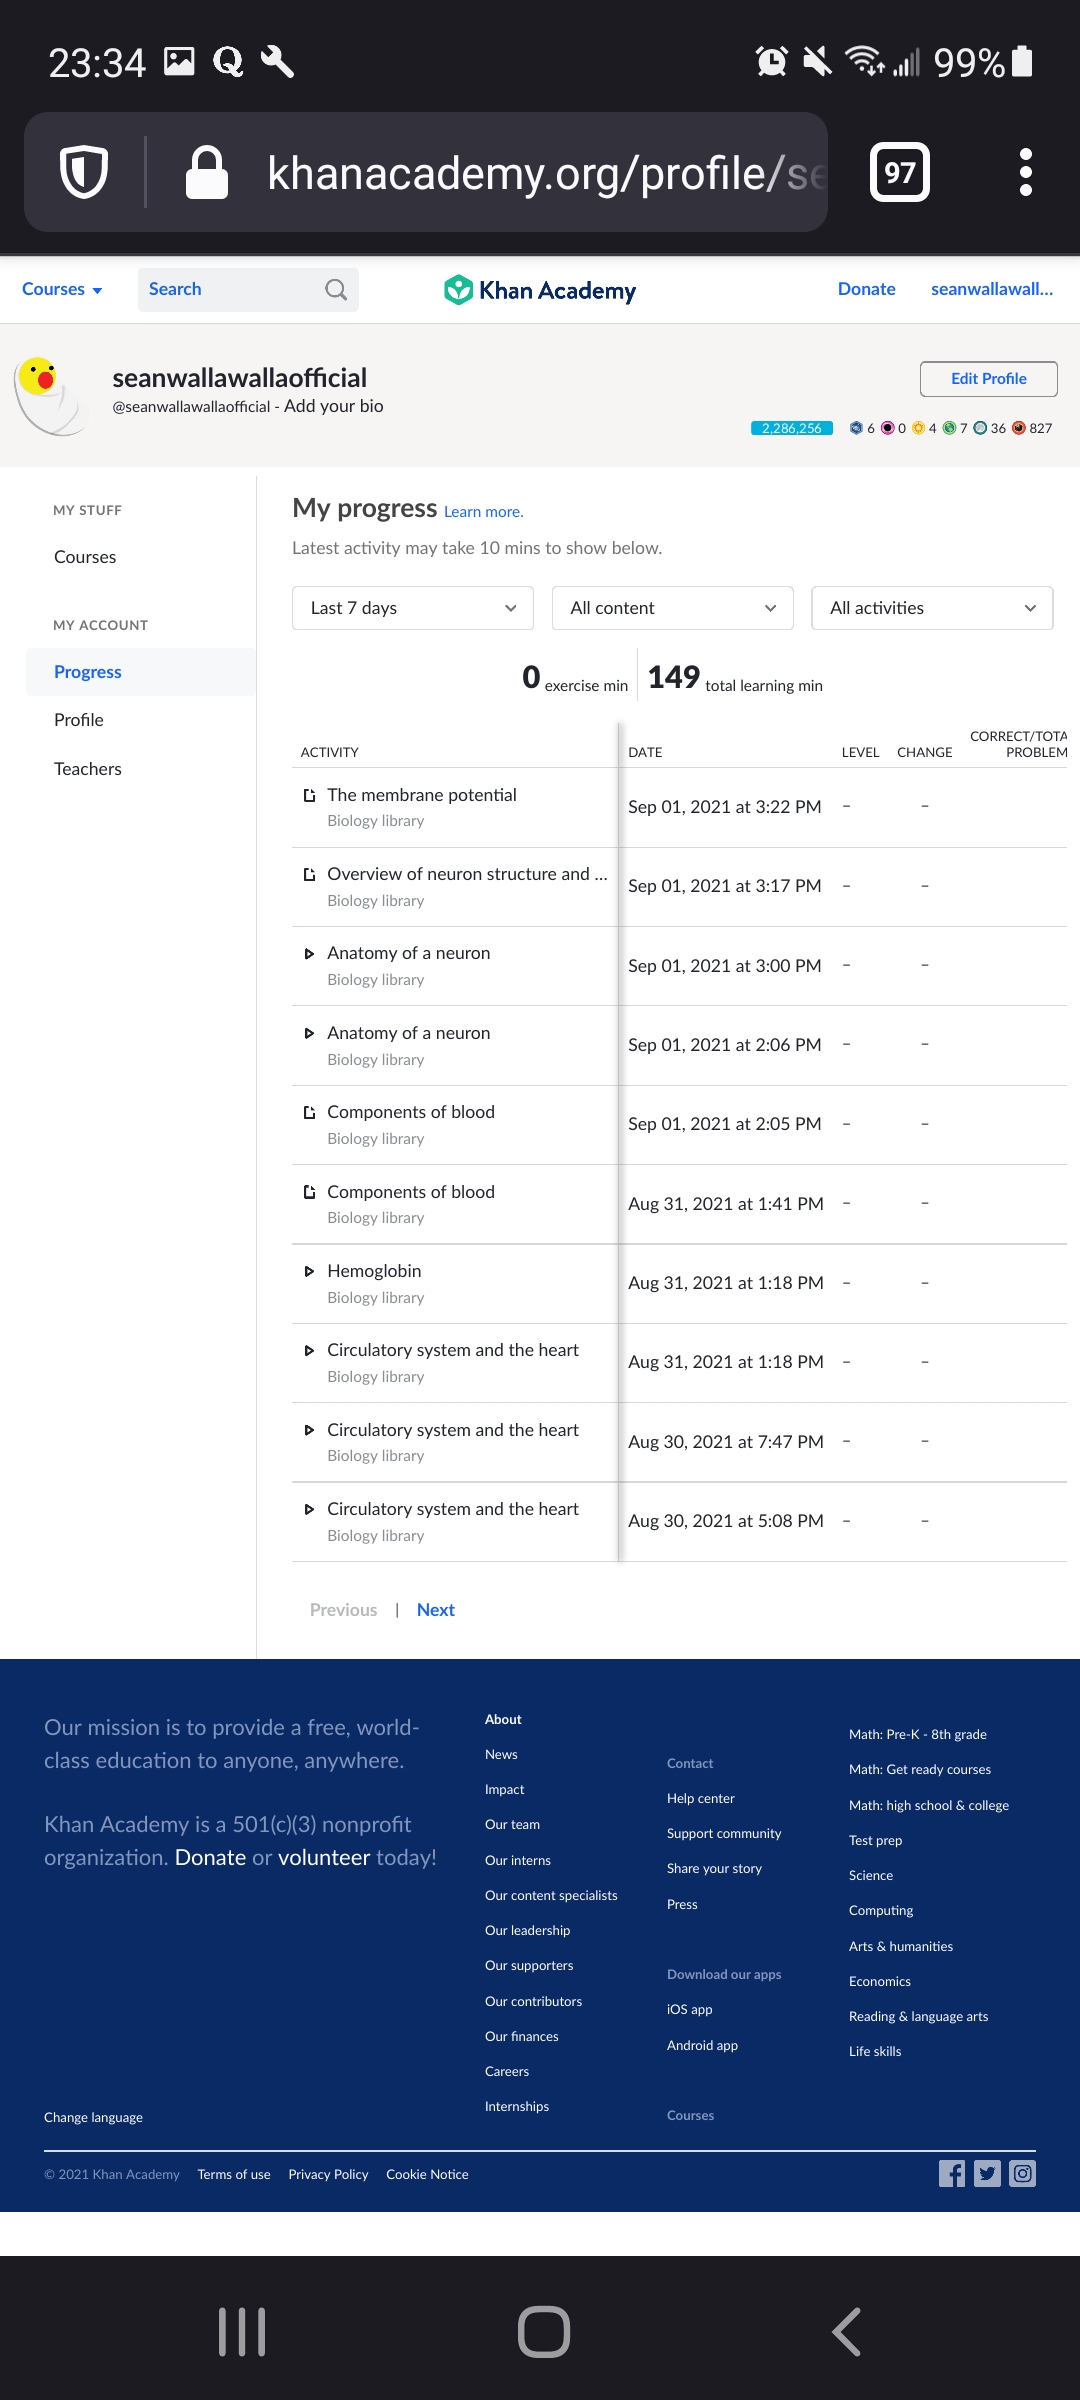 23:34
99%
khanacademy.org/profile/se
97
Courses
Search
Khan Academy
Donate
seanwallawall...
seanwallawallaofficial
@seanwallawallaofficial - Add your bio
Edit Profile
2,286,256 6 0 4 7 36 827
MY STUFF
Courses
MY ACCOUNT
Progress
Profile
Teachers
My progress Learn more.
Latest activity may take 10 mins to show below.
Last 7 days
All content
All activities
0 exercise min
149 total learning min
ACTIVITY DATE LEVEL CHANGE CORRECT/TOTA
PROBLEM
The membrane potential
Biology library
Sep 01, 2021 at 3:22 PM – –
Overview of neuron structure and ...
Biology library
Sep 01, 2021 at 3:17 PM – –
Anatomy of a neuron
Biology library
Sep 01, 2021 at 3:00 PM – –
Anatomy of a neuron
Biology library
Sep 01, 2021 at 2:06 PM – –
Components of blood
Biology library
Sep 01, 2021 at 2:05 PM – –
Components of blood
Biology library
Aug 31, 2021 at 1:41 PM – –
Hemoglobin
Biology library
Aug 31, 2021 at 1:18 PM – –
Circulatory system and the heart
Biology library
Aug 31, 2021 at 1:18 PM – –
Circulatory system and the heart
Biology library
Aug 30, 2021 at 7:47 PM – –
Circulatory system and the heart
Biology library
Aug 30, 2021 at 5:08 PM – –
Previous | Next
Our mission is to provide a free, world-
class education to anyone, anywhere.
Khan Academy is a 501(c)(3) nonprofit
organization. Donate or volunteer today!
About
News
Impact
Our team
Our interns
Our content specialists
Our leadership
Our supporters
Our contributors
Our finances
Careers
Internships
Contact
Help center
Support community
Share your story
Press
Download our apps
iOS app
Android app
Courses
Math: Pre-K - 8th grade
Math: Get ready courses
Math: high school & college
Test prep
Science
Computing
Arts & humanities
Economics
Reading & language arts
Life skills
Change language
© 2021 Khan Academy Terms of use Privacy Policy Cookie Notice